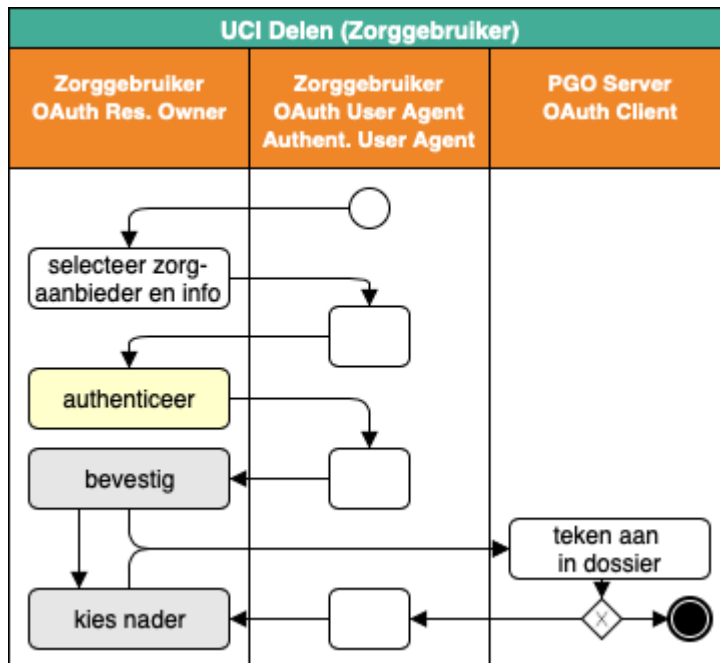 UCI Delen (Zorggebruiker)
Zorggebruiker
OAuth Res. Owner
Zorggebruiker
OAuth User Agent
Authent. User Agent
PGO Server
OAuth Client
selecteer zorg-
aanbieder en info
authenticeer
bevestig
teken aan
in dossier
kies nader
X